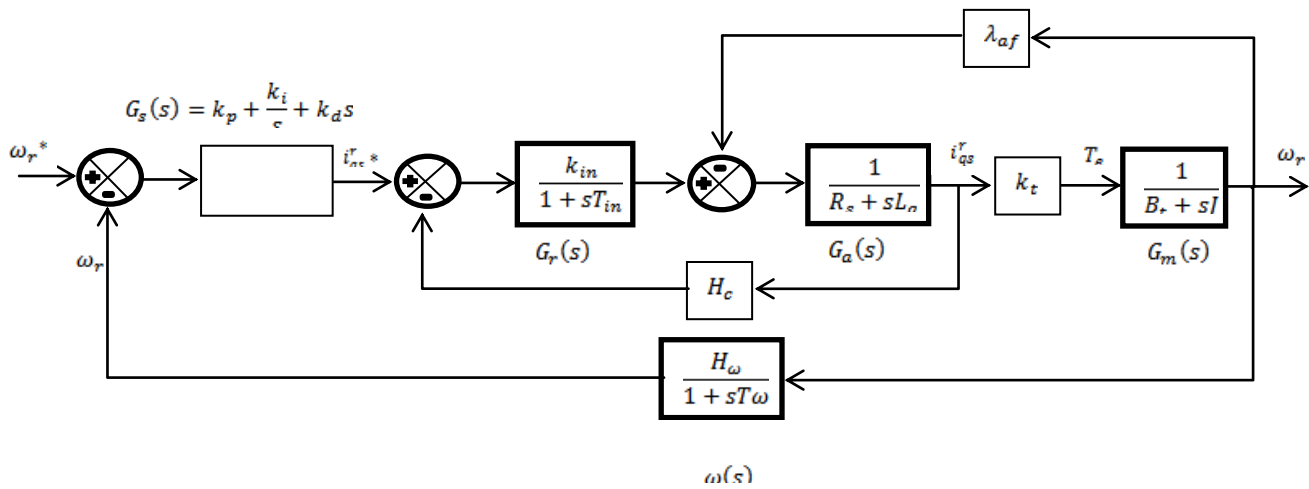 λ_af
G_s(s) = k_p + k_i/s + k_d s
ω_r*
i^r_qs*
k_in
1 + sT_in
G_r(s)
1
R_s + sL_q
G_a(s)
i^r_qs
k_t
T_e
1
B_t + sJ
G_m(s)
ω_r
ω_r
H_c
H_ω
1 + sTω
ω(s)